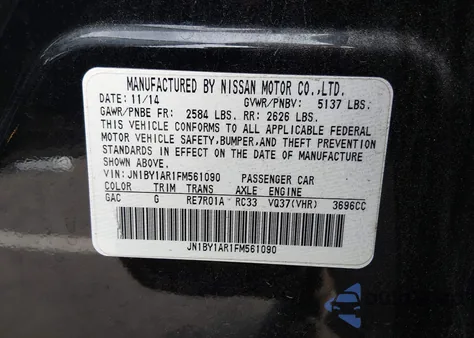 MANUFACTURED BY NISSAN MOTOR CO.,LTD.
DATE: 11/14 GVWR/PNBV: 5137 LBS.
GAWR/PNBE FR: 2584 LBS. RR: 2626 LBS.
THIS VEHICLE CONFORMS TO ALL APPLICABLE FEDERAL
MOTOR VEHICLE SAFETY,BUMPER,AND THEFT PREVENTION
STANDARDS IN EFFECT ON THE DATE OF MANUFACTURE
SHOWN ABOVE.
VIN: JN1BY1AR1FM561090 PASSENGER CAR
COLOR TRIM TRANS AXLE ENGINE
GAC G RE7R01A RC33 VQ37(VHR) 3696CC
JN1BY1AR1FM561090